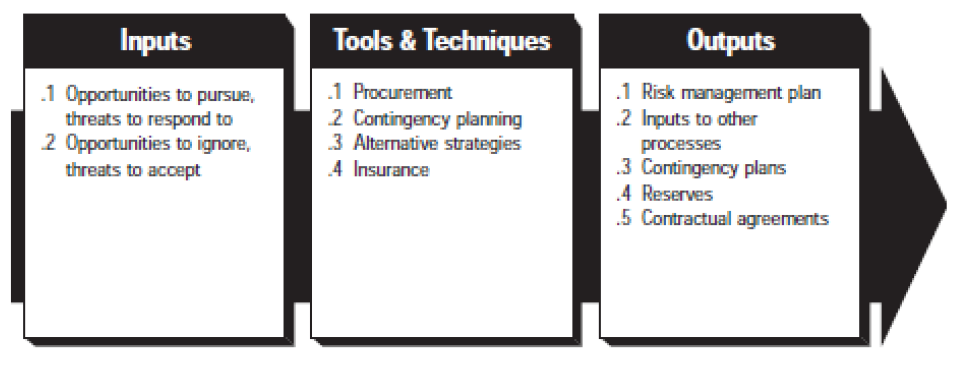 Inputs
.1 Opportunities to pursue,
threats to respond to
.2 Opportunities to ignore,
threats to accept
Tools & Techniques
.1 Procurement
.2 Contingency planning
.3 Alternative strategies
.4 Insurance
Outputs
.1 Risk management plan
.2 Inputs to other
processes
.3 Contingency plans
.4 Reserves
.5 Contractual agreements